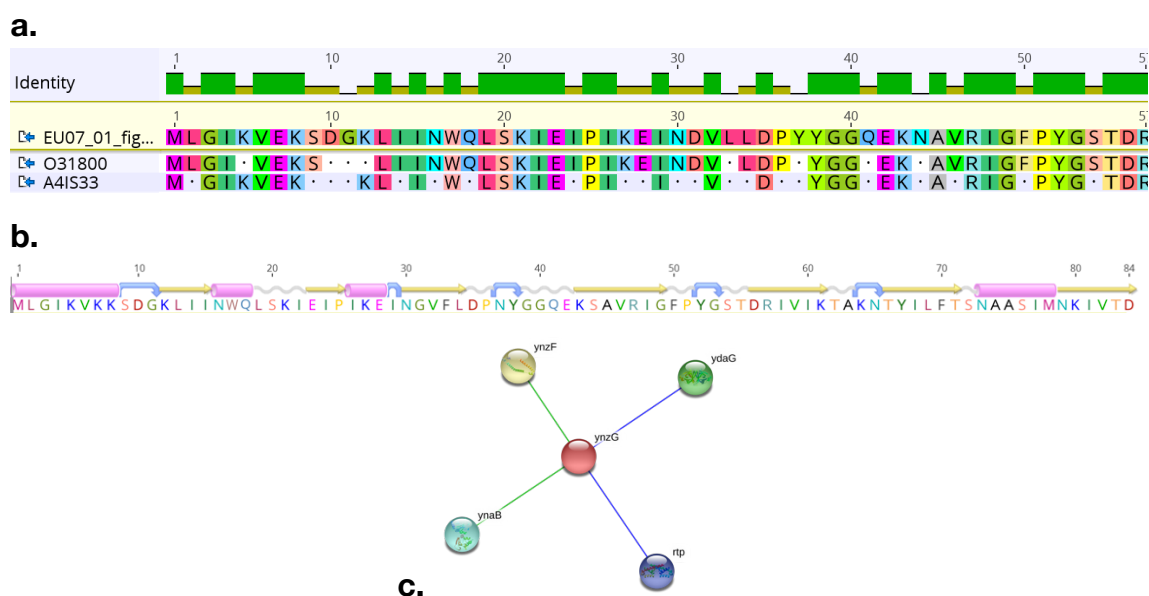 a.
1 10 20 30 40 50 57
Identity
1 10 20 30 40 50 57
EU07_01_fig... MLGIKVEKSDGKLIINWQLSKIEIPIKEINDVLLDPYYGGQEKNAVRIGFPYGSTDR
O31800 MLGI·VEKS···LIINWQLSKIEIPIKEINDV·LDP·YGG·EK·AVRIGFPYGSTDR
A4IS33 M·GIKVEK···KL·I·W·LSKIE·PI··I··V··D··YGG·EK·A·RIG·PYG·TDR
b.
1 10 20 30 40 50 60 70 80 84
MLGIKVKKSDGKLIINWQLSKIEIPIKEINGVFLDPNYGGQEKSAVRIGFPYGSTDRIVIKTAKNTYILFTSNAASIMNKIVTD
ynzF
ydaG
ynzG
ynaB
rtp
c.